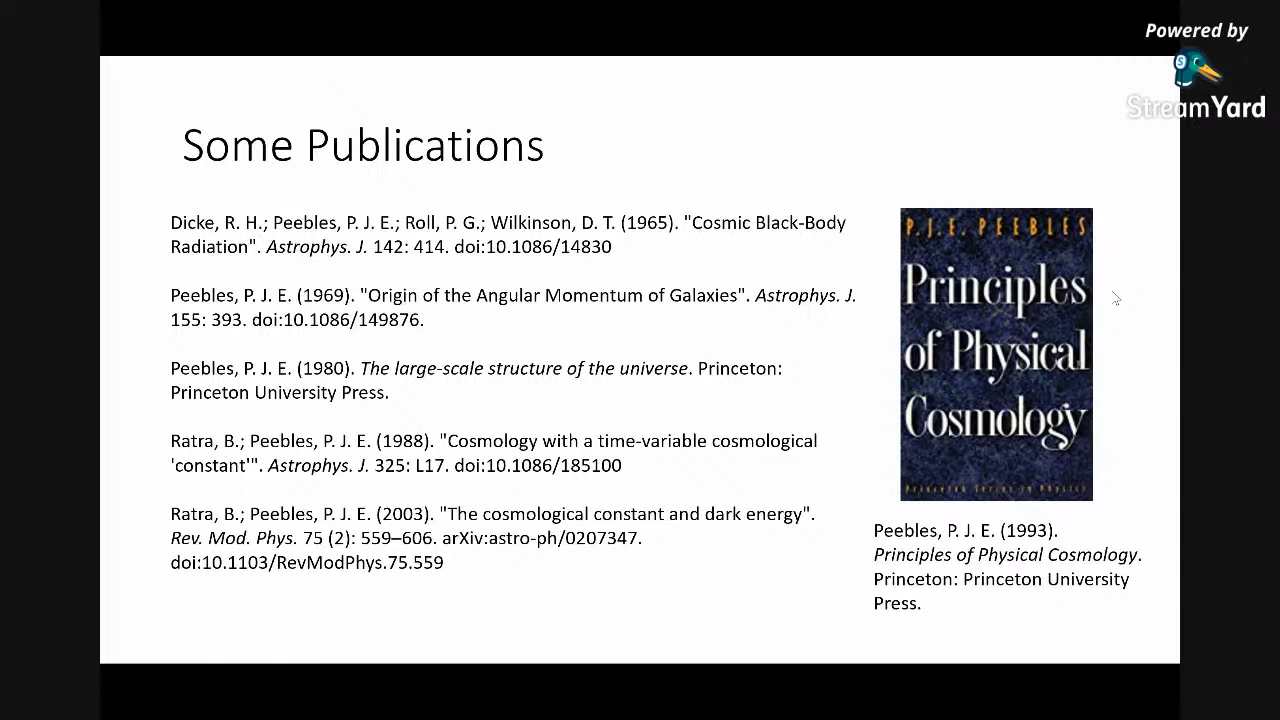 Powered by
StreamYard
Some Publications
Dicke, R. H.; Peebles, P. J. E.; Roll, P. G.; Wilkinson, D. T. (1965). "Cosmic Black-Body
Radiation". Astrophys. J. 142: 414. doi:10.1086/14830
Peebles, P. J. E. (1969). "Origin of the Angular Momentum of Galaxies". Astrophys. J.
155: 393. doi:10.1086/149876.
Peebles, P. J. E. (1980). The large-scale structure of the universe. Princeton:
Princeton University Press.
Ratra, B.; Peebles, P. J. E. (1988). "Cosmology with a time-variable cosmological
'constant'". Astrophys. J. 325: L17. doi:10.1086/185100
Ratra, B.; Peebles, P. J. E. (2003). "The cosmological constant and dark energy".
Rev. Mod. Phys. 75 (2): 559–606. arXiv:astro-ph/0207347.
doi:10.1103/RevModPhys.75.559
P. J. E. PEEBLES
Principles
of Physical
Cosmology
Princeton Series in Physics
Peebles, P. J. E. (1993).
Principles of Physical Cosmology.
Princeton: Princeton University
Press.